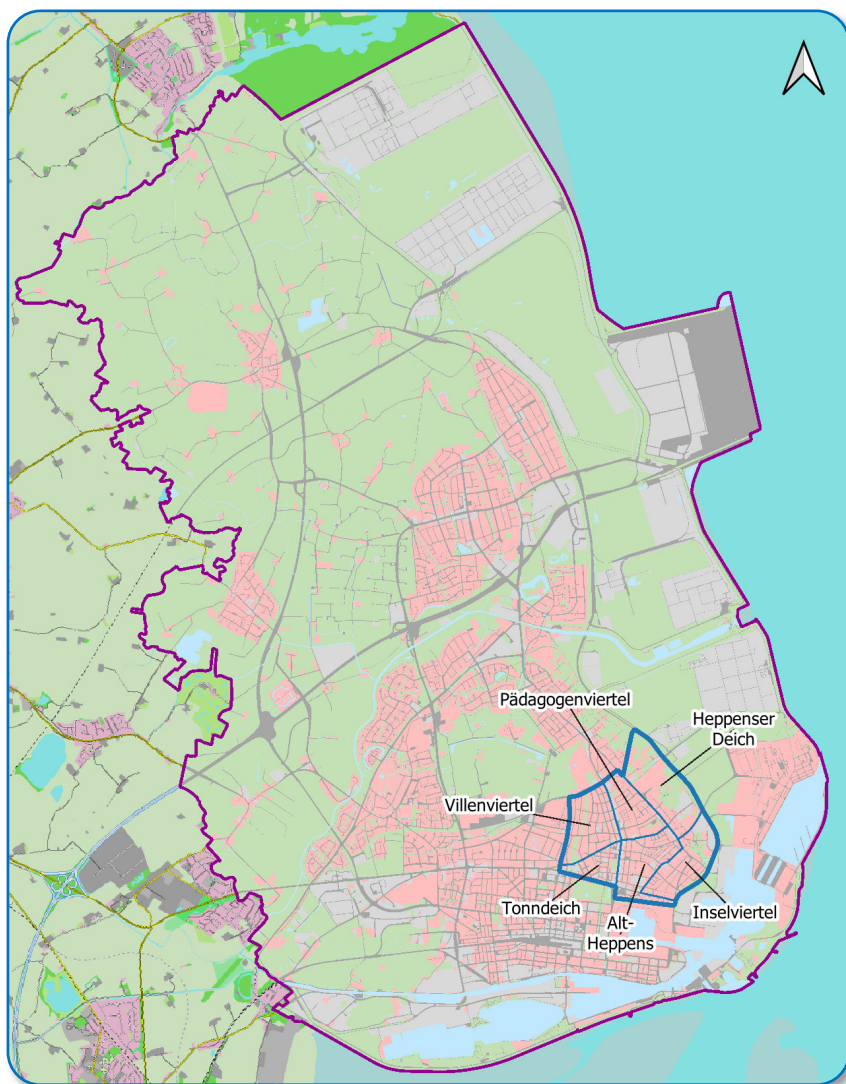 Pädagogenviertel
Heppenser
Deich
Villenviertel
Tonndeich
Alt-
Heppens
Inselviertel